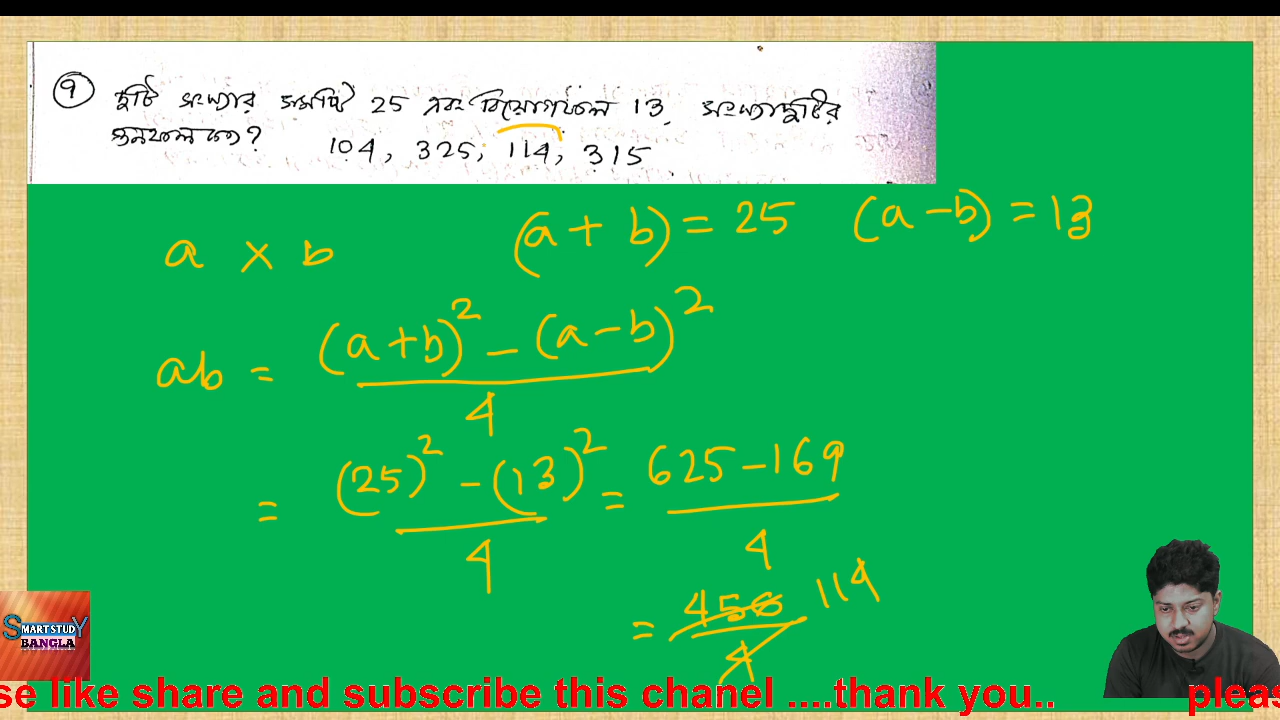 ৭ দুটি সংখ্যার সমষ্টি 25 এবং বিয়োগফল 13, সংখ্যাদুটির
গুনফল কত? 104, 325, 114, 315
(a + b) = 25 (a - b) = 13
a × b
ab = (a+b)² - (a-b)² / 4
= (25)² - (13)² / 4 = 625-169 / 4
= 456 / 4 114
SMART STUDY
BANGLA
se like share and subscribe this chanel ....thank you.. pleas